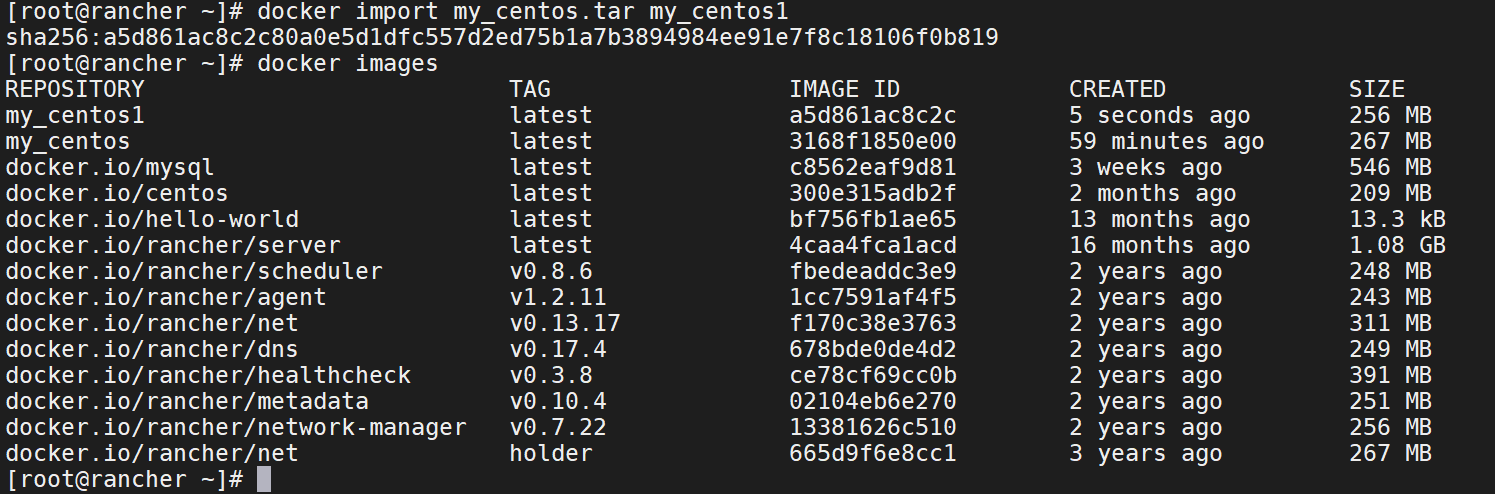 [root@rancher ~]# docker import my_centos.tar my_centos1
sha256:a5d861ac8c2c80a0e5d1dfc557d2ed75b1a7b3894984ee91e7f8c18106f0b819
[root@rancher ~]# docker images
REPOSITORY TAG IMAGE ID CREATED SIZE
my_centos1 latest a5d861ac8c2c 5 seconds ago 256 MB
my_centos latest 3168f1850e00 59 minutes ago 267 MB
docker.io/mysql latest c8562eaf9d81 3 weeks ago 546 MB
docker.io/centos latest 300e315adb2f 2 months ago 209 MB
docker.io/hello-world latest bf756fb1ae65 13 months ago 13.3 kB
docker.io/rancher/server latest 4caa4fca1acd 16 months ago 1.08 GB
docker.io/rancher/scheduler v0.8.6 fbedeaddc3e9 2 years ago 248 MB
docker.io/rancher/agent v1.2.11 1cc7591af4f5 2 years ago 243 MB
docker.io/rancher/net v0.13.17 f170c38e3763 2 years ago 311 MB
docker.io/rancher/dns v0.17.4 678bde0de4d2 2 years ago 249 MB
docker.io/rancher/healthcheck v0.3.8 ce78cf69cc0b 2 years ago 391 MB
docker.io/rancher/metadata v0.10.4 02104eb6e270 2 years ago 251 MB
docker.io/rancher/network-manager v0.7.22 13381626c510 2 years ago 256 MB
docker.io/rancher/net holder 665d9f6e8cc1 3 years ago 267 MB
[root@rancher ~]#